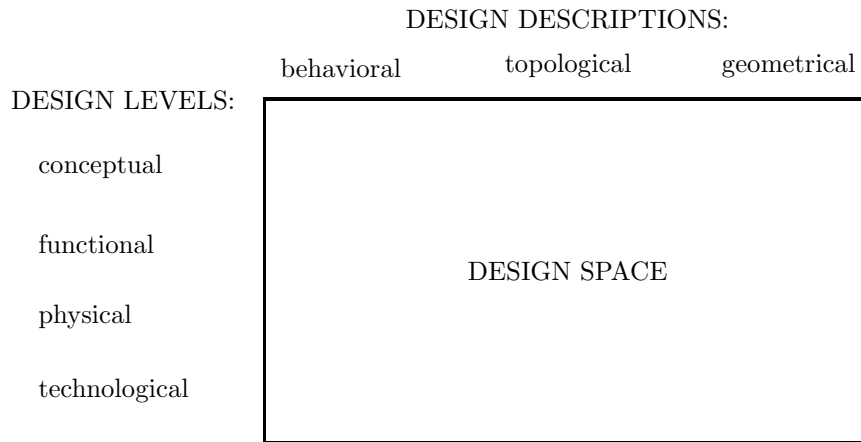 DESIGN DESCRIPTIONS:
behavioral topological geometrical
DESIGN LEVELS:
conceptual
functional
DESIGN SPACE
physical
technological